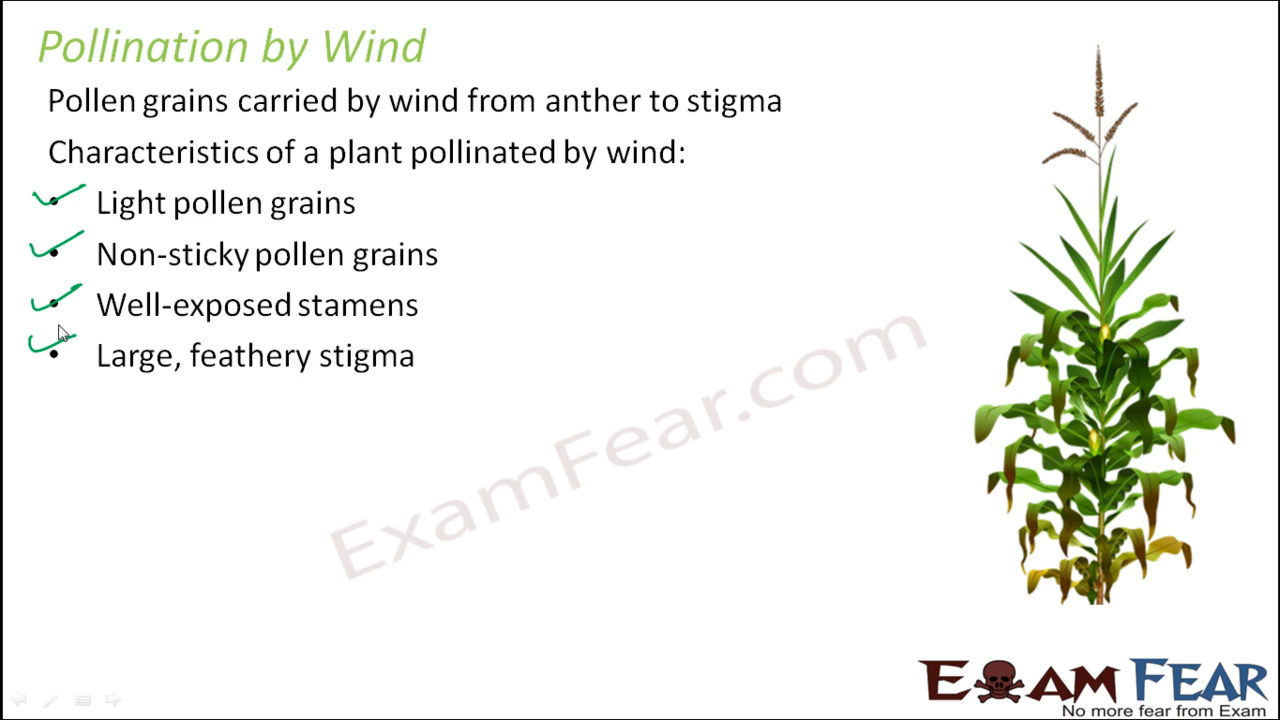 Pollination by Wind
Pollen grains carried by wind from anther to stigma
Characteristics of a plant pollinated by wind:
• Light pollen grains
• Non-sticky pollen grains
• Well-exposed stamens
• Large, feathery stigma
ExamFear.com
EXAM FEAR
No more fear from Exam